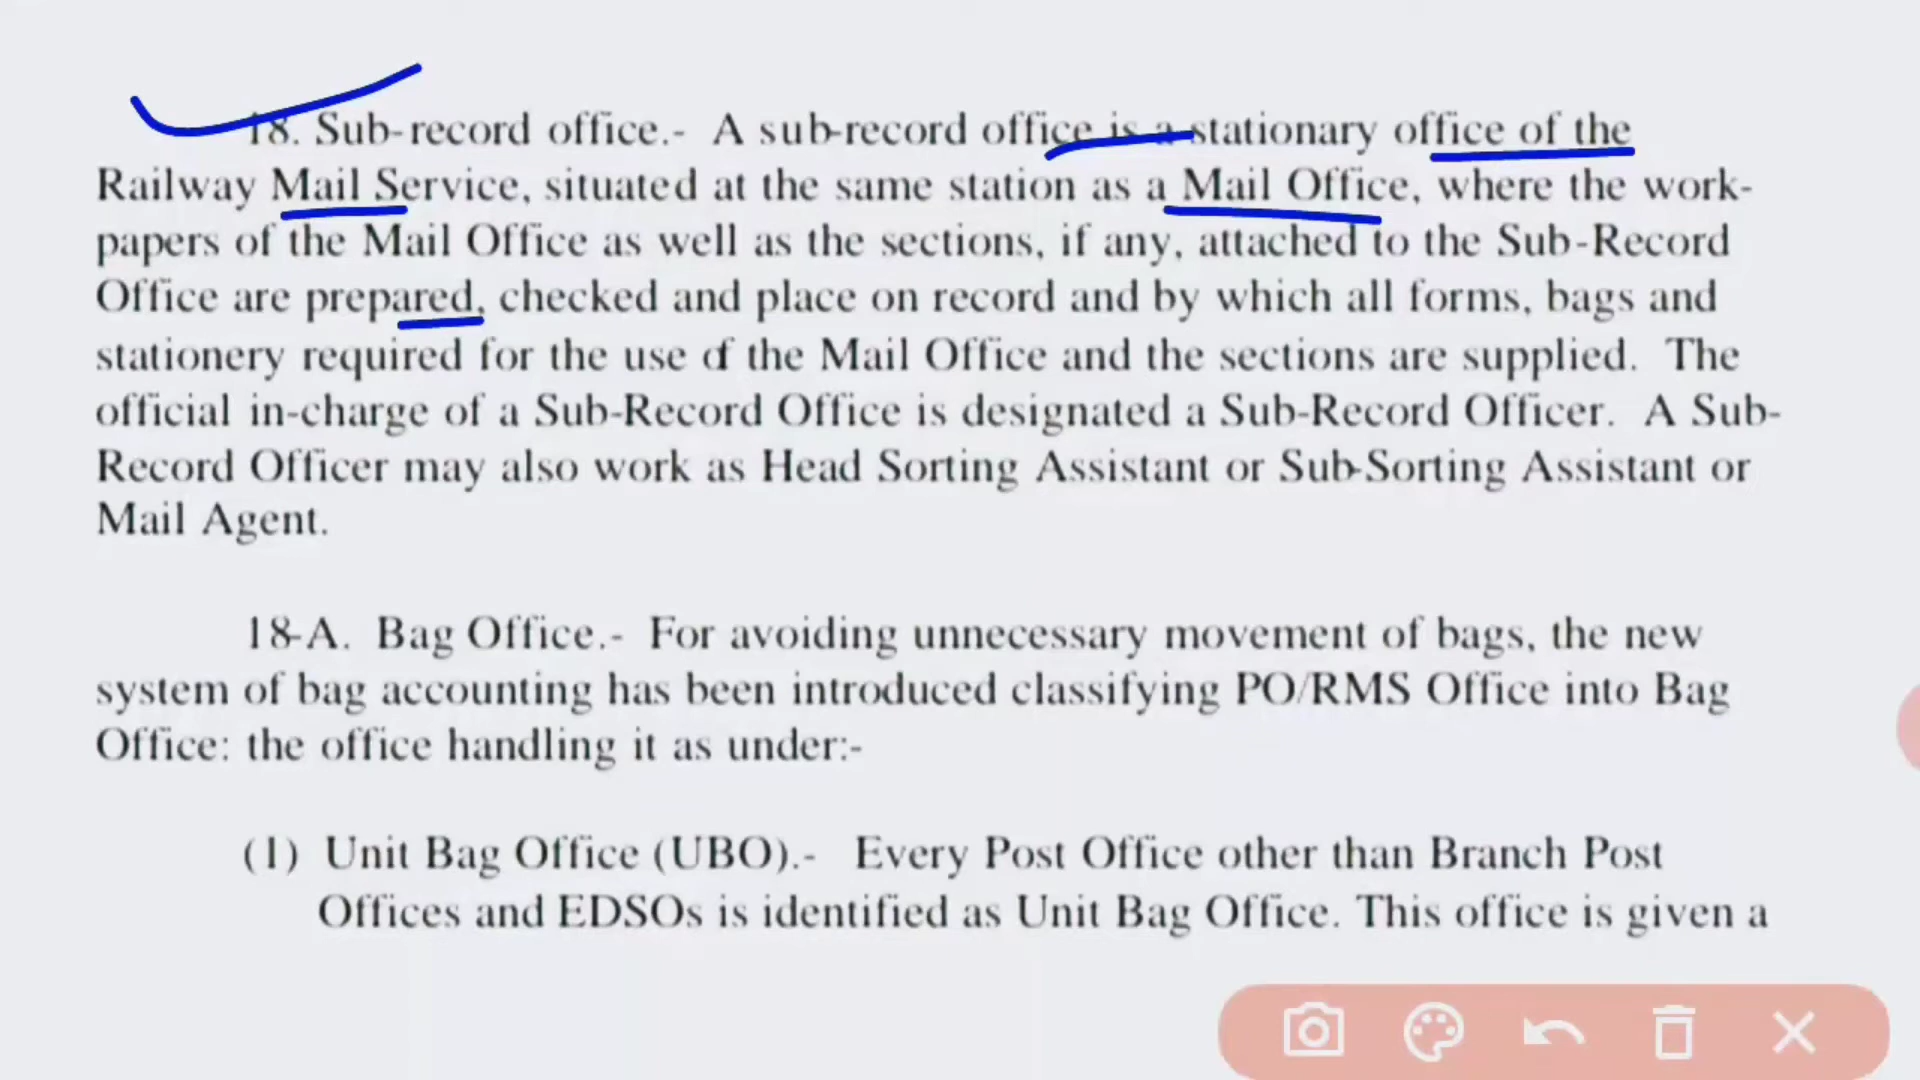 18. Sub-record office.- A sub-record office is a stationary office of the
Railway Mail Service, situated at the same station as a Mail Office, where the work-
papers of the Mail Office as well as the sections, if any, attached to the Sub-Record
Office are prepared, checked and place on record and by which all forms, bags and
stationery required for the use of the Mail Office and the sections are supplied. The
official in-charge of a Sub-Record Office is designated a Sub-Record Officer. A Sub-
Record Officer may also work as Head Sorting Assistant or Sub-Sorting Assistant or
Mail Agent.
18-A. Bag Office.- For avoiding unnecessary movement of bags, the new
system of bag accounting has been introduced classifying PO/RMS Office into Bag
Office: the office handling it as under:-
(1) Unit Bag Office (UBO).- Every Post Office other than Branch Post
Offices and EDSOs is identified as Unit Bag Office. This office is given a